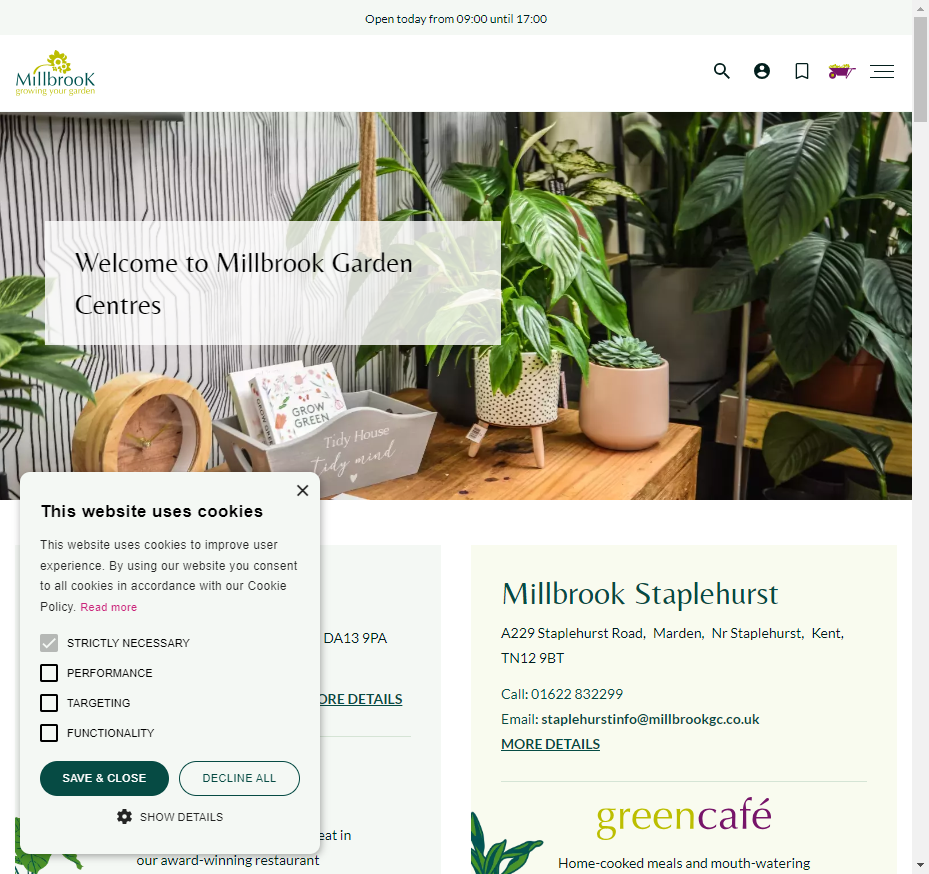 Open today from 09:00 until 17:00
MillbrooK
growing your garden
Welcome to Millbrook Garden
Centres
GROW GREEN
GROW
GREEN
Tidy House
tidy mind
This website uses cookies
This website uses cookies to improve user
experience. By using our website you consent
to all cookies in accordance with our Cookie
Policy. Read more
STRICTLY NECESSARY
PERFORMANCE
TARGETING
FUNCTIONALITY
SAVE & CLOSE
DECLINE ALL
SHOW DETAILS
DA13 9PA
ORE DETAILS
eat in
our award-winning restaurant
Millbrook Staplehurst
A229 Staplehurst Road, Marden, Nr Staplehurst, Kent,
TN12 9BT
Call: 01622 832299
Email: staplehurstinfo@millbrookgc.co.uk
MORE DETAILS
greencafé
Home-cooked meals and mouth-watering